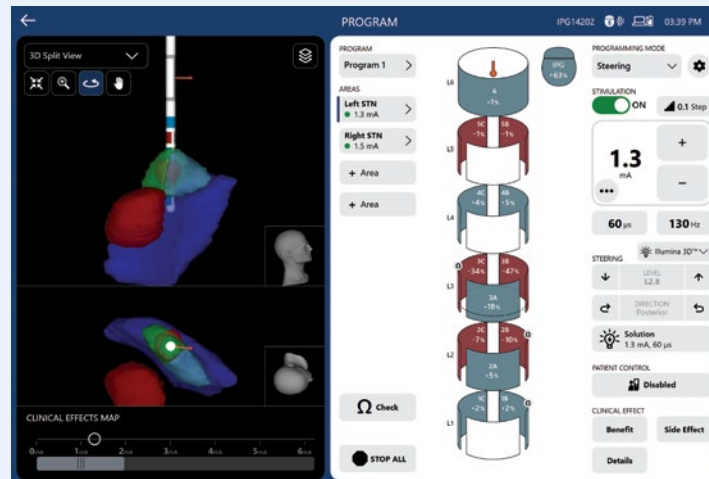 PROGRAM
IPG14202
03:39 PM
3D Split View
CLINICAL EFFECTS MAP
0mA 1mA 2mA 3mA 4mA 5mA 6mA
PROGRAM
Program 1
AREAS
Left STN
1.3 mA
Right STN
1.5 mA
+ Area
+ Area
Ω Check
STOP ALL
IPG
+63%
L6
6
+1%
L5
5C 5B
-1% -1%
L4
4C 4B
+4% +5%
Ω
L3
3C 3B
-34% -47%
3A
+18%
Ω
L2
2C 2B
-7% -10%
2A
+5%
Ω
L1
1C 1B
+2% +2%
PROGRAMMING MODE
Steering
STIMULATION
ON
0.1 Step
1.3
mA
+
−
60 μs
130 Hz
Illumina 3D™
STEERING
LEVEL
L2.8
DIRECTION
Posterior
Solution
1.3 mA, 60 μs
PATIENT CONTROL
Disabled
CLINICAL EFFECT
Benefit
Side Effect
Details